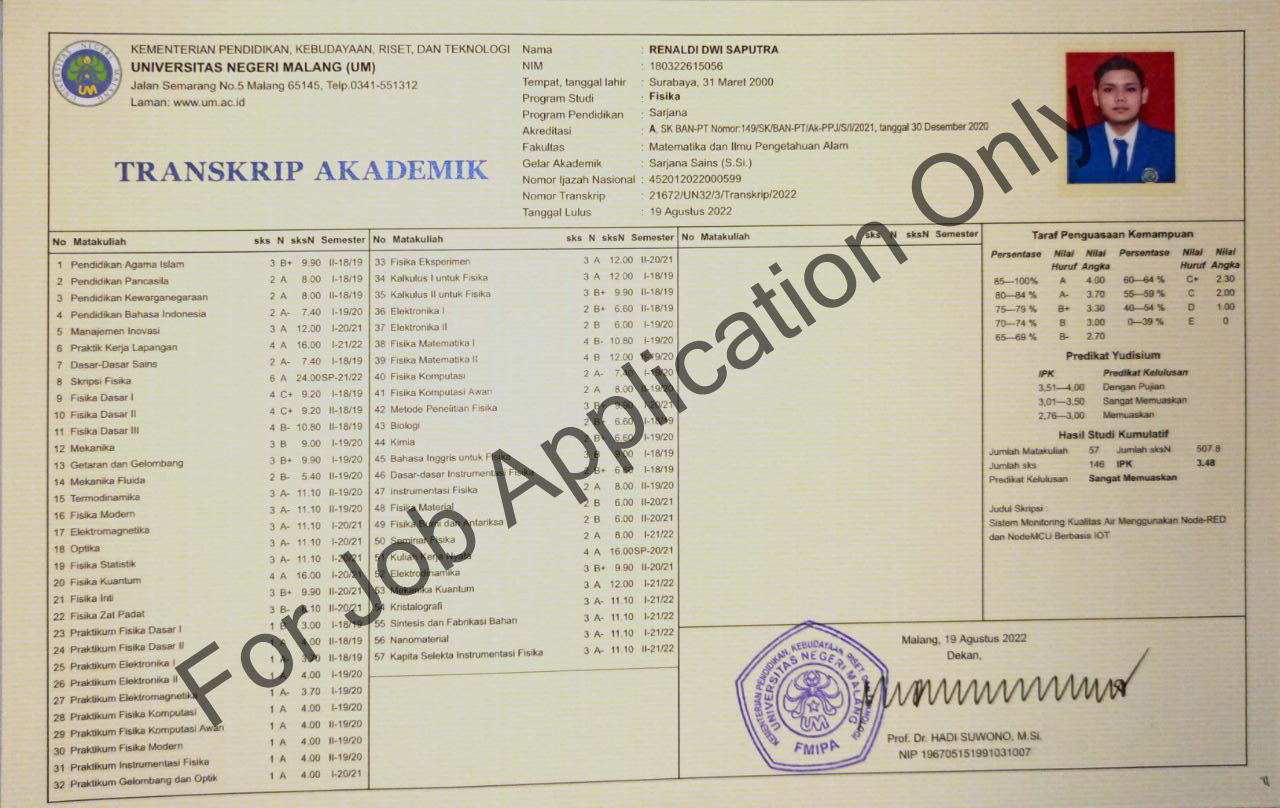 KEMENTERIAN PENDIDIKAN, KEBUDAYAAN, RISET, DAN TEKNOLOGI
UNIVERSITAS NEGERI MALANG (UM)
Jalan Semarang No.5 Malang 65145, Telp.0341-551312
Laman: www.um.ac.id
TRANSKRIP AKADEMIK
Nama : RENALDI DWI SAPUTRA
NIM : 180322615056
Tempat, tanggal lahir : Surabaya, 31 Maret 2000
Program Studi : Fisika
Program Pendidikan : Sarjana
Akreditasi : A, SK BAN-PT Nomor:149/SK/BAN-PT/Ak-PPJ/S/I/2021, tanggal 30 Desember 2020
Fakultas : Matematika dan Ilmu Pengetahuan Alam
Gelar Akademik : Sarjana Sains (S.Si.)
Nomor Ijazah Nasional : 452012022000599
Nomor Transkrip : 21672/UN32/3/Transkrip/2022
Tanggal Lulus : 19 Agustus 2022
No Matakuliah sks N sksN Semester
1 Pendidikan Agama Islam 3 B+ 9.90 II-18/19
2 Pendidikan Pancasila 2 A 8.00 I-18/19
3 Pendidikan Kewarganegaraan 2 A 8.00 II-18/19
4 Pendidikan Bahasa Indonesia 2 A- 7.40 I-19/20
5 Manajemen Inovasi 3 A 12.00 I-20/21
6 Praktik Kerja Lapangan 4 A 16.00 I-21/22
7 Dasar-Dasar Sains 2 A- 7.40 I-18/19
8 Skripsi Fisika 6 A 24.00 SP-21/22
9 Fisika Dasar I 4 C+ 9.20 I-18/19
10 Fisika Dasar II 4 C+ 9.20 II-18/19
11 Fisika Dasar III 4 B- 10.80 II-18/19
12 Mekanika 3 B 9.00 I-19/20
13 Getaran dan Gelombang 3 B+ 9.90 I-19/20
14 Mekanika Fluida 2 B- 5.40 II-19/20
15 Termodinamika 3 A- 11.10 II-19/20
16 Fisika Modern 3 A- 11.10 II-19/20
17 Elektromagnetika 3 A- 11.10 I-20/21
18 Optika 3 A- 11.10 I-20/21
19 Fisika Statistik 4 A 16.00 I-20/21
20 Fisika Kuantum 3 B+ 9.90 II-20/21
21 Fisika Inti 3 B- 8.10 II-20/21
22 Fisika Zat Padat
23 Praktikum Fisika Dasar I 1 3.00 I-18/19
24 Praktikum Fisika Dasar II 1 A 4.00 II-18/19
25 Praktikum Elektronika I 1 A- II-18/19
26 Praktikum Elektronika II 1 A 4.00 I-19/20
27 Praktikum Elektromagnetika 1 A- 3.70 I-19/20
28 Praktikum Fisika Komputasi 1 A 4.00 I-19/20
29 Praktikum Fisika Komputasi Awan 1 A 4.00 II-19/20
30 Praktikum Fisika Modern 1 A 4.00 II-19/20
31 Praktikum Instrumentasi Fisika 1 A 4.00 II-19/20
32 Praktikum Gelombang dan Optik 1 A 4.00 I-20/21
No Matakuliah sks N sksN Semester
33 Fisika Eksperimen 3 A 12.00 II-20/21
34 Kalkulus I untuk Fisika 3 A 12.00 I-18/19
35 Kalkulus II untuk Fisika 3 B+ 9.90 II-18/19
36 Elektronika I 2 B+ 6.60 II-18/19
37 Elektronika II 2 B 6.00 I-19/20
38 Fisika Matematika I 4 B- 10.80 I-19/20
39 Fisika Matematika II 4 B 12.00 II-19/20
40 Fisika Komputasi 2 A- I-19/20
41 Fisika Komputasi Awan 2 A 8.00 II-19/20
42 Metode Penelitian Fisika 3 I-20/21
43 Biologi 2 B+ 6.60 I-18/19
44 Kimia 2 B+ 6.60 I-19/20
45 Bahasa Inggris untuk Fisika 3 B 9.00 I-18/19
46 Dasar-dasar Instrumentasi Fisika 2 B+ I-19/20
47 Instrumentasi Fisika 2 A 8.00 I-19/20
48 Fisika Material 2 B 6.00 II-20/21
49 Fisika Bumi dan Antariksa 2 B 6.00 II-20/21
50 Seminar Fisika 2 A 8.00 I-21/22
51 Kuliah Kerja Nyata 4 A 16.00 SP-20/21
52 Elektrodinamika 3 B+ 9.90 II-20/21
53 Mekanika Kuantum 3 A 12.00 I-21/22
54 Kristalografi 3 A- 11.10 I-21/22
55 Sintesis dan Fabrikasi Bahan 3 A- 11.10 I-21/22
56 Nanomaterial 3 A- 11.10 I-21/22
57 Kapita Selekta Instrumentasi Fisika 3 A- 11.10 II-21/22
No Matakuliah sks N sksN Semester
Taraf Penguasaan Kemampuan
Persentase Nilai Huruf Nilai Angka Persentase Nilai Huruf Nilai Angka
85—100% A 4.00 60—64 % C+ 2.30
80—84 % A- 3.70 55—59 % C 2.00
75—79 % B+ 3.30 40—54 % D 1.00
70—74 % B 3.00 0—39 % E 0
65—69 % B- 2.70
Predikat Yudisium
IPK Predikat Kelulusan
3,51—4,00 Dengan Pujian
3,01—3,50 Sangat Memuaskan
2,76—3,00 Memuaskan
Hasil Studi Kumulatif
Jumlah Matakuliah 57 Jumlah sksN 507.8
Jumlah sks 146 IPK 3.48
Predikat Kelulusan Sangat Memuaskan
Judul Skripsi :
Sistem Monitoring Kualitas Air Menggunakan Node-RED
dan NodeMCU Berbasis IOT
Malang, 19 Agustus 2022
Dekan,
KEMENTERIAN PENDIDIKAN, KEBUDAYAAN, RISET, DAN TEKNOLOGI
UNIVERSITAS NEGERI MALANG
UM
FMIPA
Prof. Dr. HADI SUWONO, M.Si.
NIP 196705151991031007
For Job Application Only